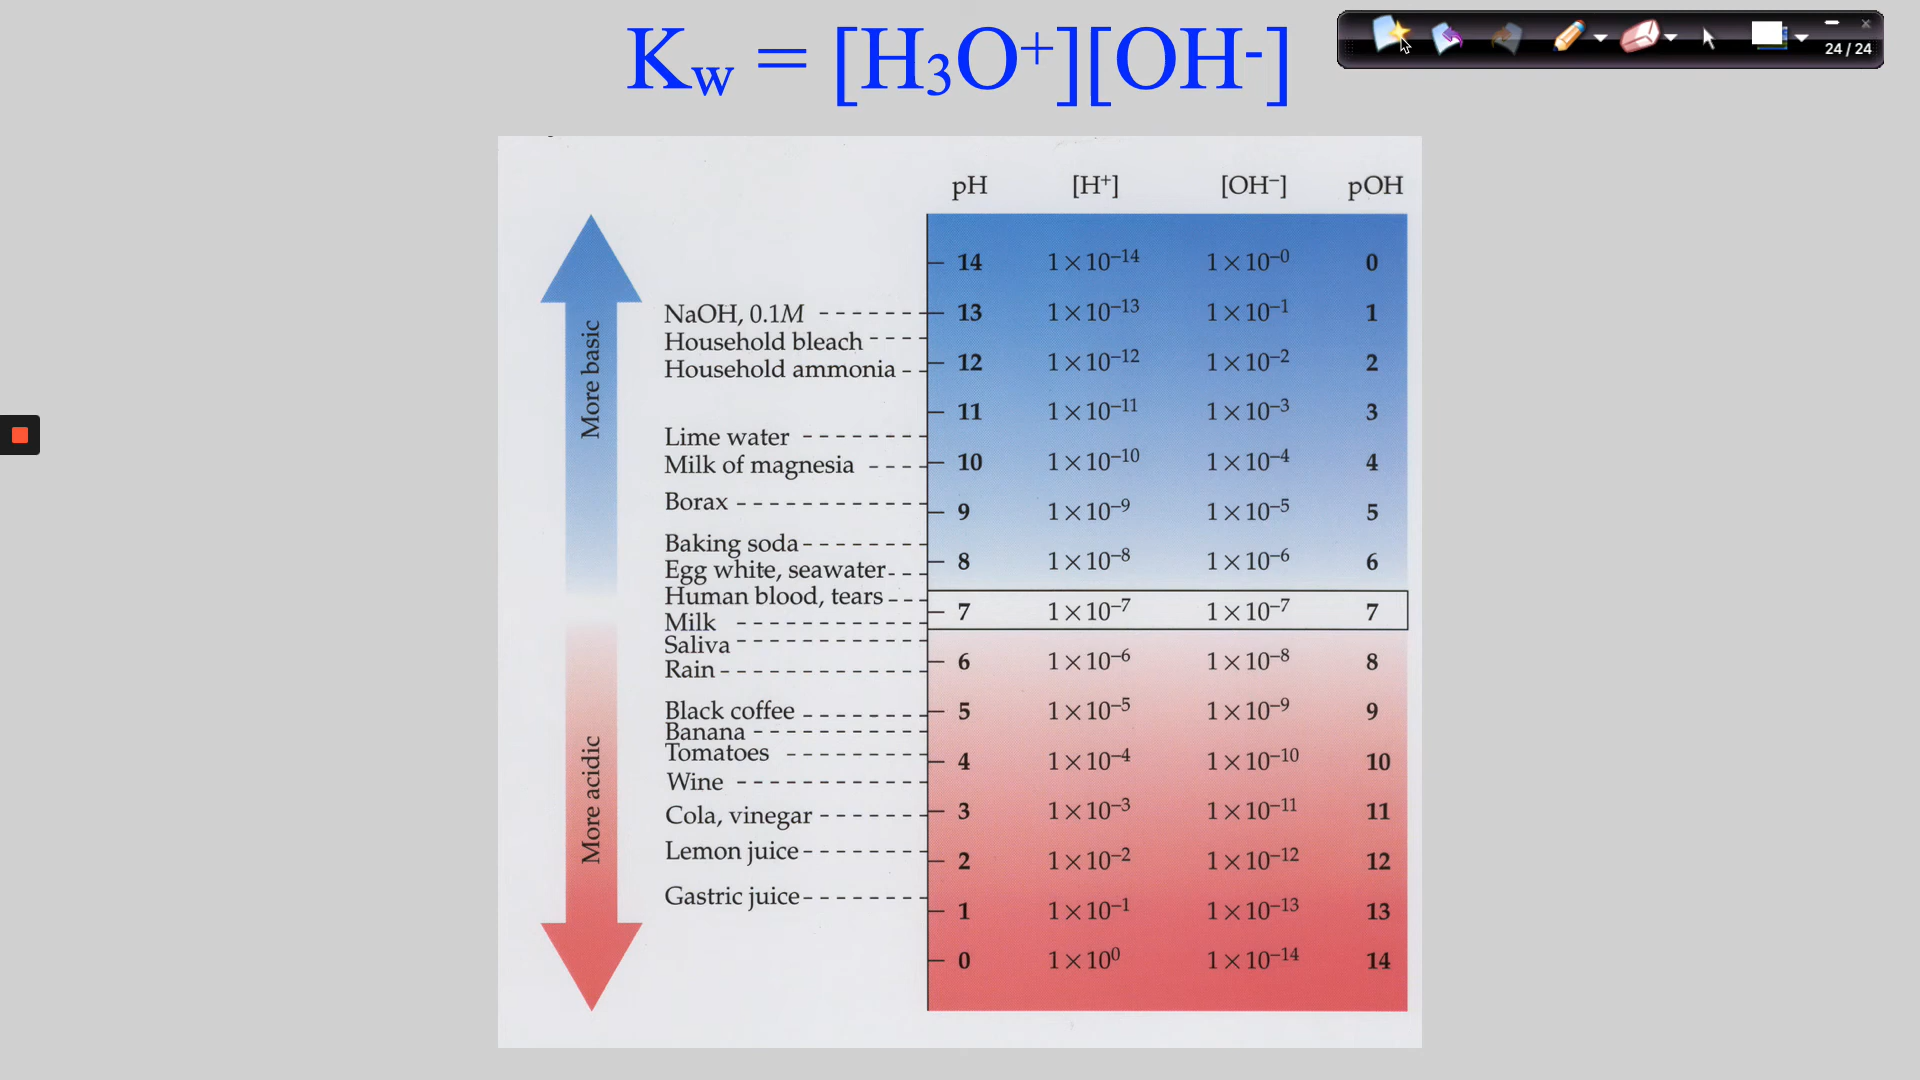 K_w = [H₃O⁺][OH⁻]
24 / 24
pH [H⁺] [OH⁻] pOH
14 1×10⁻¹⁴ 1×10⁻⁰ 0
NaOH, 0.1M 13 1×10⁻¹³ 1×10⁻¹ 1
Household bleach
Household ammonia 12 1×10⁻¹² 1×10⁻² 2
11 1×10⁻¹¹ 1×10⁻³ 3
Lime water
Milk of magnesia 10 1×10⁻¹⁰ 1×10⁻⁴ 4
Borax 9 1×10⁻⁹ 1×10⁻⁵ 5
Baking soda
8 1×10⁻⁸ 1×10⁻⁶ 6
Egg white, seawater
Human blood, tears
7 1×10⁻⁷ 1×10⁻⁷ 7
Milk
Saliva
6 1×10⁻⁶ 1×10⁻⁸ 8
Rain
Black coffee 5 1×10⁻⁵ 1×10⁻⁹ 9
Banana
Tomatoes 4 1×10⁻⁴ 1×10⁻¹⁰ 10
Wine
Cola, vinegar 3 1×10⁻³ 1×10⁻¹¹ 11
Lemon juice 2 1×10⁻² 1×10⁻¹² 12
Gastric juice
1 1×10⁻¹ 1×10⁻¹³ 13
0 1×10⁰ 1×10⁻¹⁴ 14
More basic
More acidic